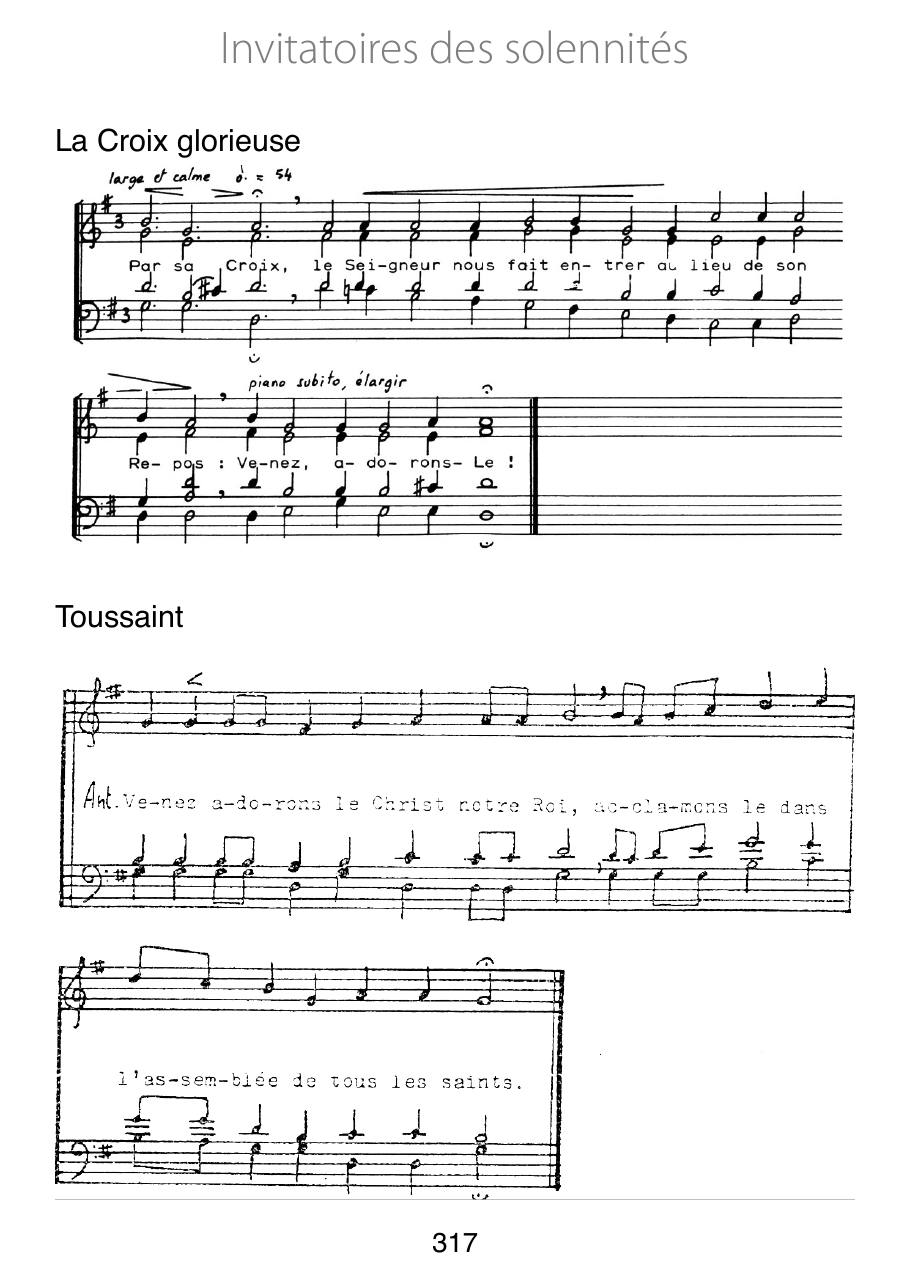 Invitatoires des solennités
La Croix glorieuse
large et calme = 54
3
Par sa Croix, le Sei-gneur nous fait en- trer au lieu de son
3
piano subito, élargir
Re- pos : Ve-nez, a- do- rons- Le !
Toussaint
Ant. Ve-nez a-do-rons le Christ notre Roi, ac-cla-mons le dans
l'as-sem-blée de tous les saints.
317